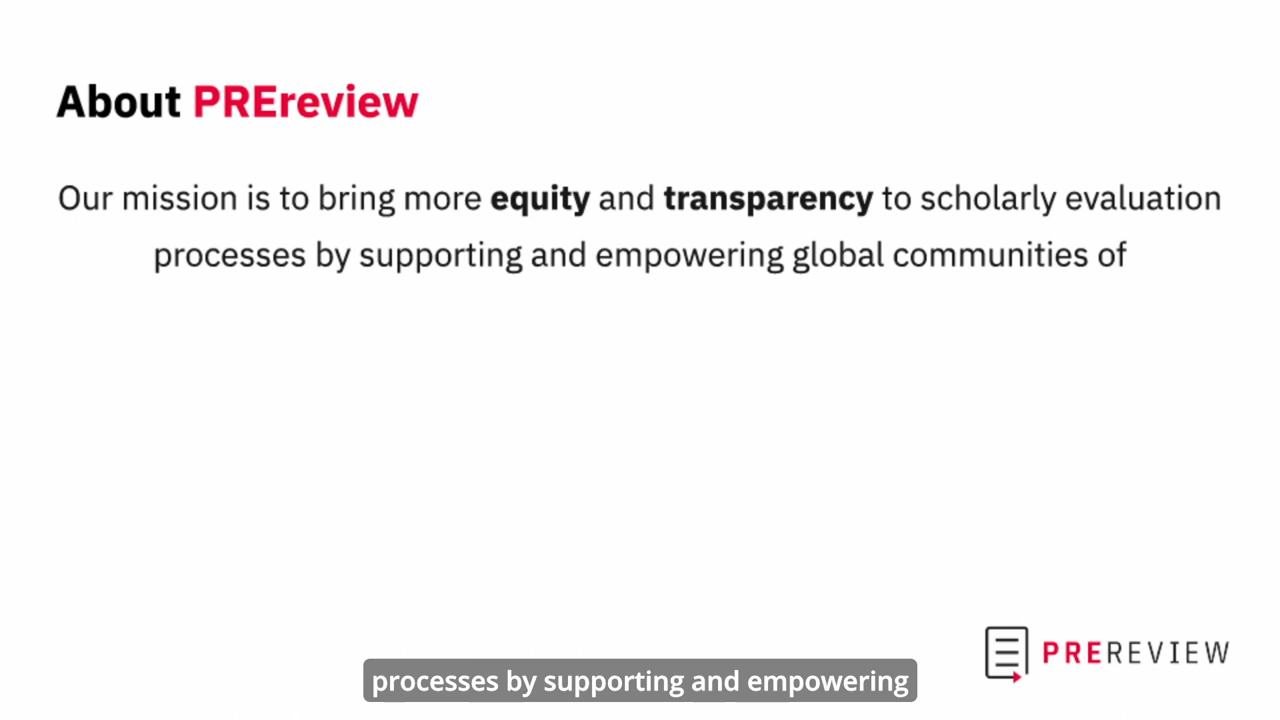 About PREreview
Our mission is to bring more equity and transparency to scholarly evaluation
processes by supporting and empowering global communities of
PREREVIEW
processes by supporting and empowering